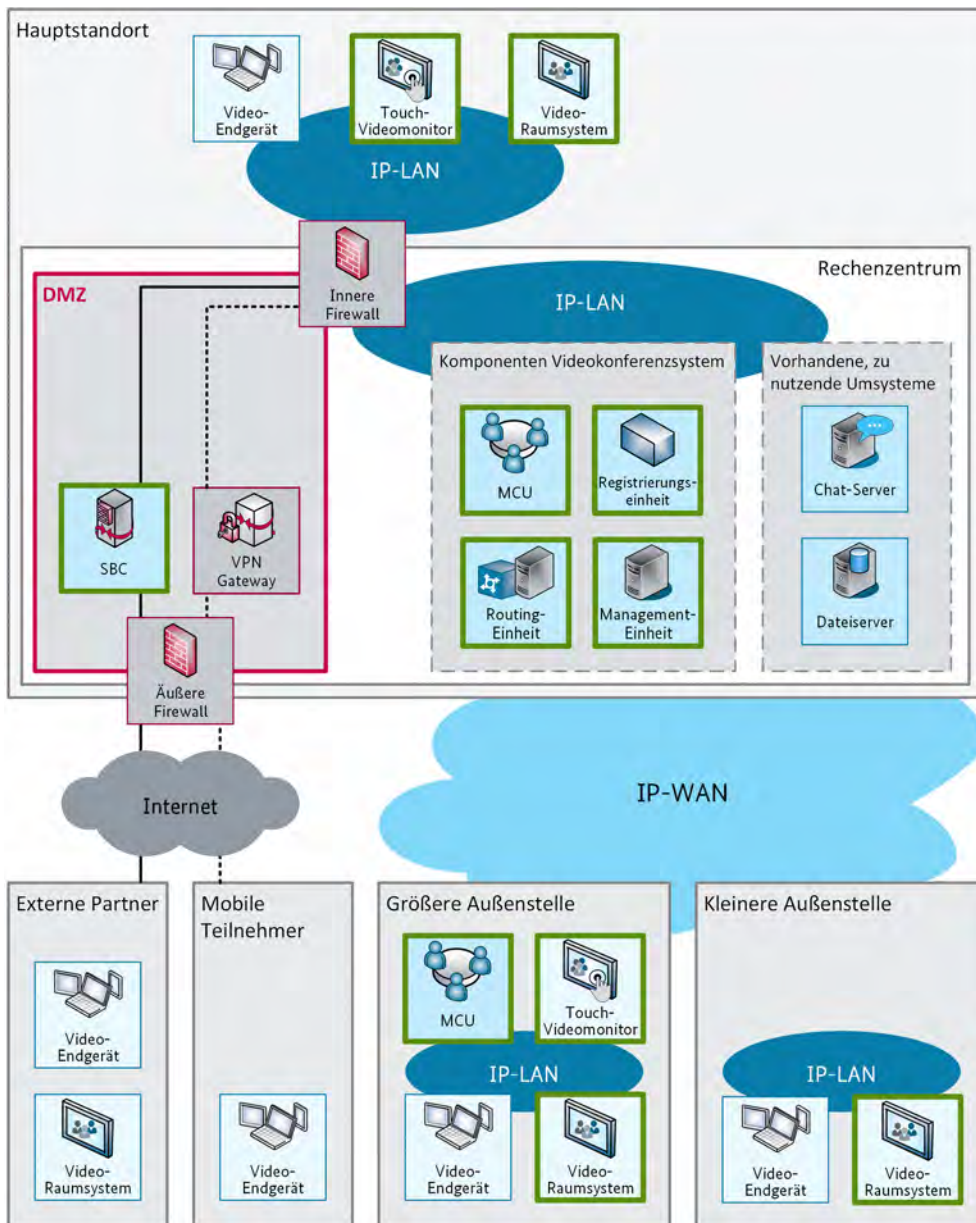 Hauptstandort
Video-
Endgerät
Touch-
Videomonitor
Video-
Raumsystem
IP-LAN
Rechenzentrum
DMZ
Innere
Firewall
IP-LAN
Komponenten Videokonferenzsystem
Vorhandene, zu
nutzende Umsysteme
MCU
Registrierungs-
einheit
Chat-Server
SBC
VPN
Gateway
Routing-
Einheit
Management-
Einheit
Dateiserver
Äußere
Firewall
Internet
IP-WAN
Externe Partner
Video-
Endgerät
Video-
Raumsystem
Mobile
Teilnehmer
Video-
Endgerät
Größere Außenstelle
MCU
Touch-
Videomonitor
IP-LAN
Video-
Endgerät
Video-
Raumsystem
Kleinere Außenstelle
IP-LAN
Video-
Endgerät
Video-
Raumsystem